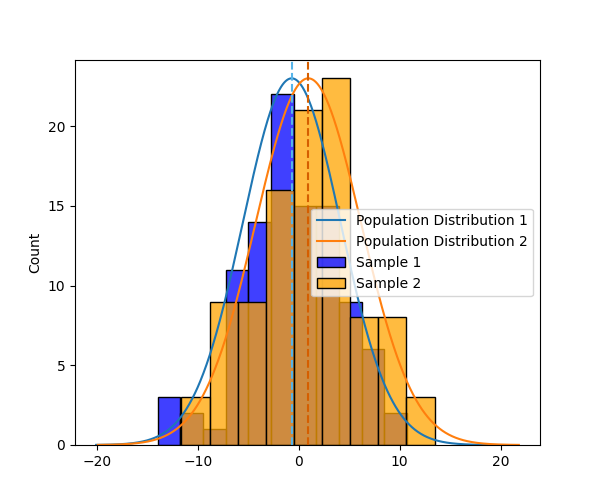 Count
20
15
10
5
0
−20
−10
0
10
20
Population Distribution 1
Population Distribution 2
Sample 1
Sample 2